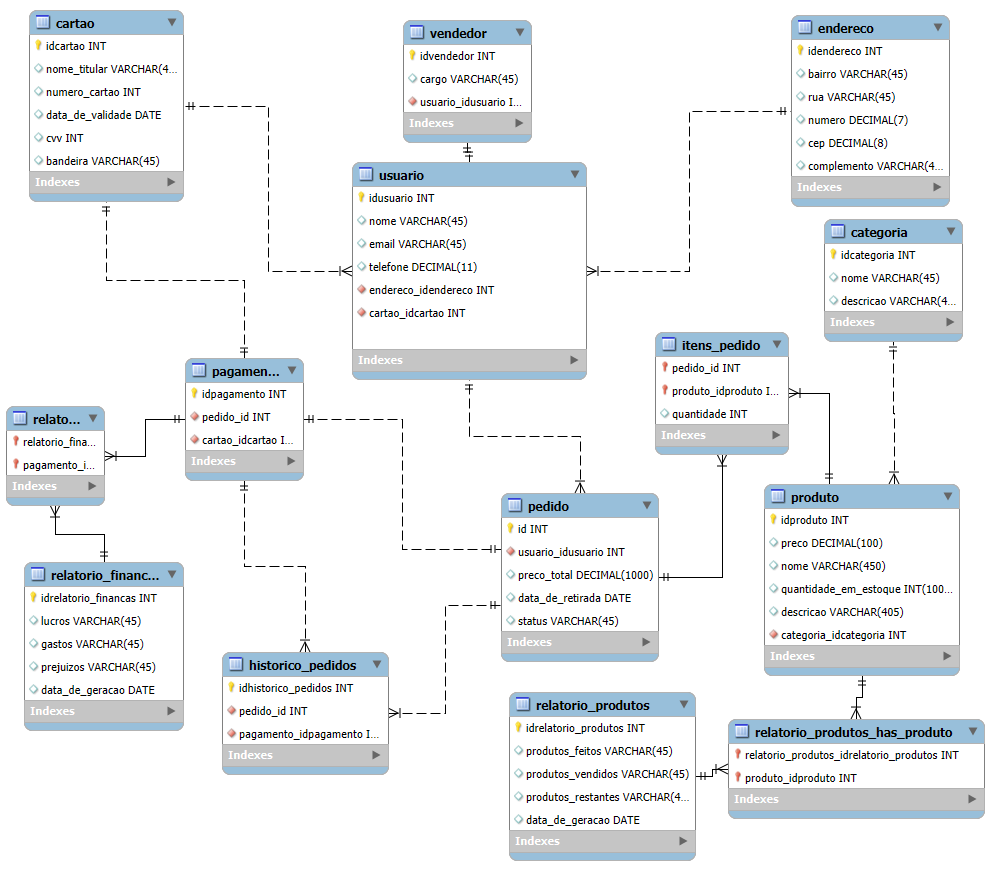 cartao
idcartao INT
nome_titular VARCHAR(4...
numero_cartao INT
data_de_validade DATE
cvv INT
bandeira VARCHAR(45)
Indexes
vendedor
idvendedor INT
cargo VARCHAR(45)
usuario_idusuario I...
Indexes
endereco
idendereco INT
bairro VARCHAR(45)
rua VARCHAR(45)
numero DECIMAL(7)
cep DECIMAL(8)
complemento VARCHAR(4...
Indexes
usuario
idusuario INT
nome VARCHAR(45)
email VARCHAR(45)
telefone DECIMAL(11)
endereco_idendereco INT
cartao_idcartao INT
Indexes
categoria
idcategoria INT
nome VARCHAR(45)
descricao VARCHAR(4...
Indexes
itens_pedido
pedido_id INT
produto_idproduto I...
quantidade INT
Indexes
pagamen...
idpagamento INT
pedido_id INT
cartao_idcartao I...
Indexes
relato...
relatorio_fina...
pagamento_i...
Indexes
pedido
id INT
usuario_idusuario INT
preco_total DECIMAL(1000)
data_de_retirada DATE
status VARCHAR(45)
Indexes
produto
idproduto INT
preco DECIMAL(100)
nome VARCHAR(450)
quantidade_em_estoque INT(100...
descricao VARCHAR(405)
categoria_idcategoria INT
Indexes
relatorio_financ...
idrelatorio_financas INT
lucros VARCHAR(45)
gastos VARCHAR(45)
prejuizos VARCHAR(45)
data_de_geracao DATE
Indexes
historico_pedidos
idhistorico_pedidos INT
pedido_id INT
pagamento_idpagamento I...
Indexes
relatorio_produtos
idrelatorio_produtos INT
produtos_feitos VARCHAR(45)
produtos_vendidos VARCHAR(45)
produtos_restantes VARCHAR(4...
data_de_geracao DATE
Indexes
relatorio_produtos_has_produto
relatorio_produtos_idrelatorio_produtos INT
produto_idproduto INT
Indexes